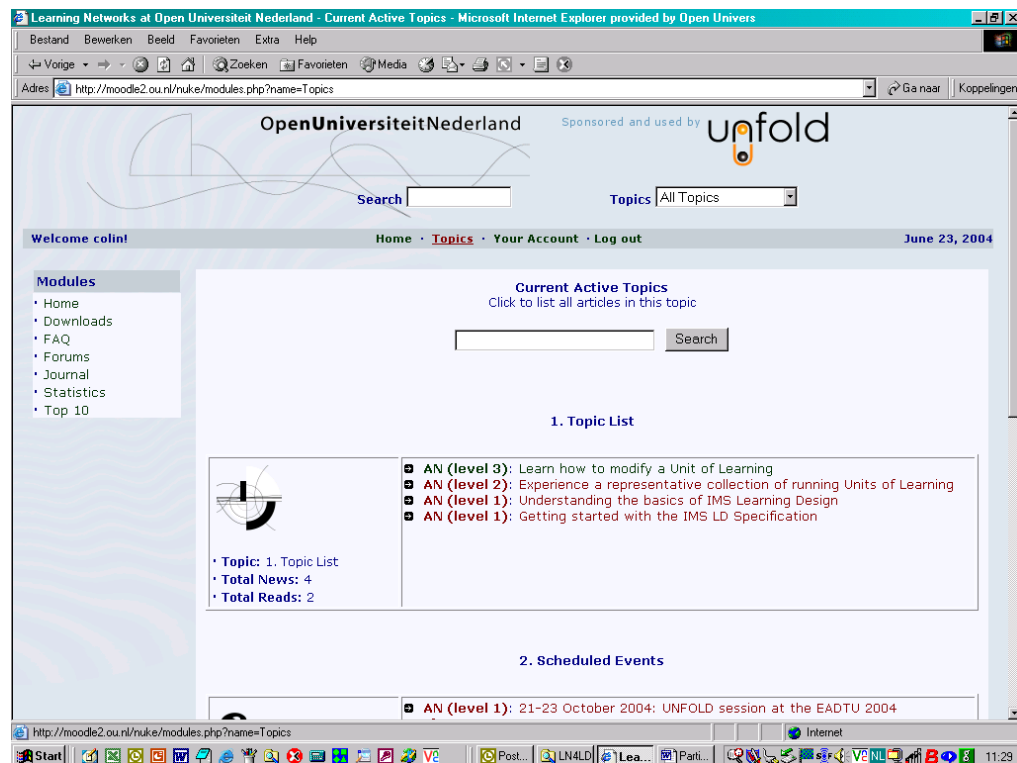 Learning Networks at Open Universiteit Nederland - Current Active Topics - Microsoft Internet Explorer provided by Open Univers
Bestand Bewerken Beeld Favorieten Extra Help
Vorige Zoeken Favorieten Media
Adres http://moodle2.ou.nl/nuke/modules.php?name=Topics Ga naar Koppelingen
OpenUniversiteitNederland Sponsored and used by unfold
Search Topics All Topics
Welcome colin! Home · Topics · Your Account · Log out June 23, 2004
Modules
· Home
· Downloads
· FAQ
· Forums
· Journal
· Statistics
· Top 10
Current Active Topics
Click to list all articles in this topic
Search
1. Topic List
AN (level 3): Learn how to modify a Unit of Learning
AN (level 2): Experience a representative collection of running Units of Learning
AN (level 1): Understanding the basics of IMS Learning Design
AN (level 1): Getting started with the IMS LD Specification
· Topic: 1. Topic List
· Total News: 4
· Total Reads: 2
2. Scheduled Events
AN (level 1): 21-23 October 2004: UNFOLD session at the EADTU 2004
http://moodle2.ou.nl/nuke/modules.php?name=Topics Internet
Start Post... LN4LD Lea... Parti... NL 11:29